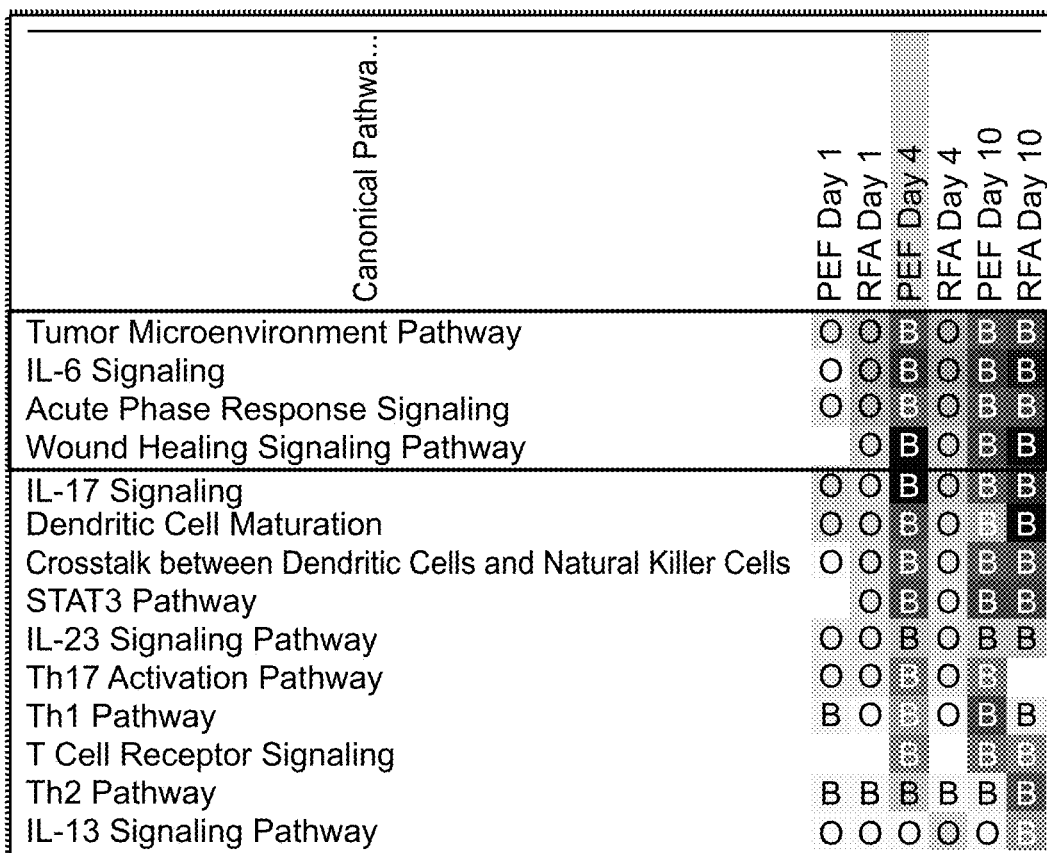 Canonical Pathwa...
PEF Day 1
RFA Day 1
PEF Day 4
RFA Day 4
PEF Day 10
RFA Day 10
Tumor Microenvironment Pathway O O B O B B
IL-6 Signaling O O B O B B
Acute Phase Response Signaling O O B O B B
Wound Healing Signaling Pathway O B O B B
IL-17 Signaling O O B O B B
Dendritic Cell Maturation O O B O B B
Crosstalk between Dendritic Cells and Natural Killer Cells O O B O B B
STAT3 Pathway O B O B B
IL-23 Signaling Pathway O O B O B B
Th17 Activation Pathway O O B O B
Th1 Pathway B O B O B B
T Cell Receptor Signaling B B B
Th2 Pathway B B B B B B
IL-13 Signaling Pathway O O O O O B